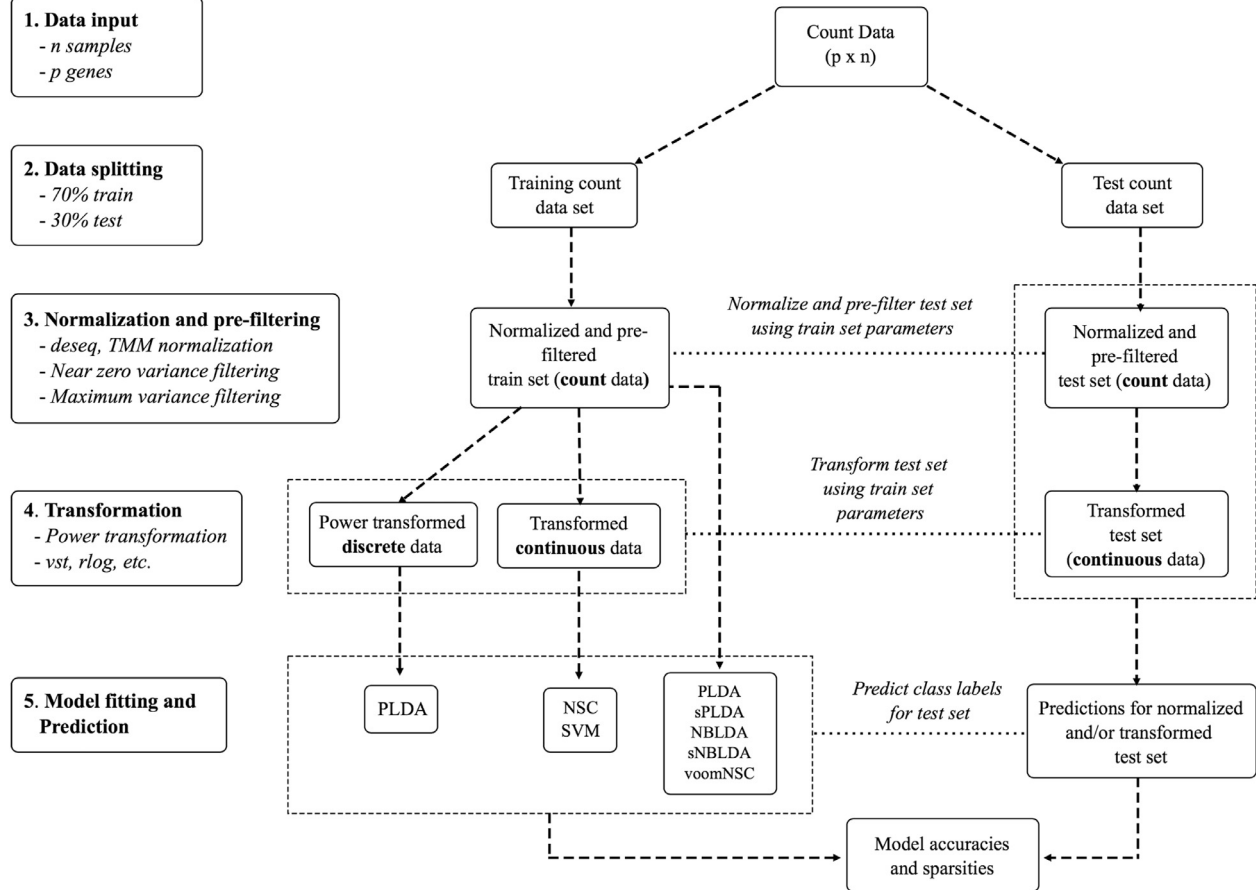 1. Data input
- n samples
- p genes
Count Data
(p x n)
2. Data splitting
- 70% train
- 30% test
Training count
data set
Test count
data set
3. Normalization and pre-filtering
- deseq, TMM normalization
- Near zero variance filtering
- Maximum variance filtering
Normalized and pre-
filtered
train set (count data)
Normalize and pre-filter test set
using train set parameters
Normalized and
pre-filtered
test set (count data)
4. Transformation
- Power transformation
- vst, rlog, etc.
Power transformed
discrete data
Transformed
continuous data
Transform test set
using train set
parameters
Transformed
test set
(continuous data)
5. Model fitting and
Prediction
PLDA
NSC
SVM
PLDA
sPLDA
NBLDA
sNBLDA
voomNSC
Predict class labels
for test set
Predictions for normalized
and/or transformed
test set
Model accuracies
and sparsities